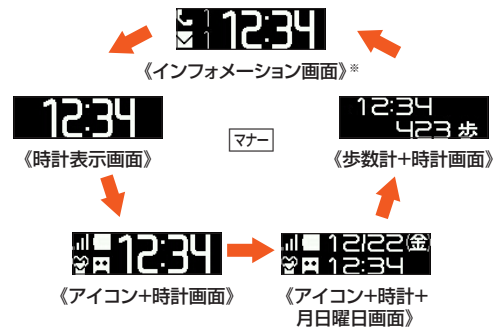 1 12:34
1
《インフォメーション画面》※
12:34
《時計表示画面》
マナー
12:34
423 歩
《歩数計+時計画面》
12:34
《アイコン+時計画面》
12/22(金)
12:34
《アイコン+時計+
月日曜日画面》